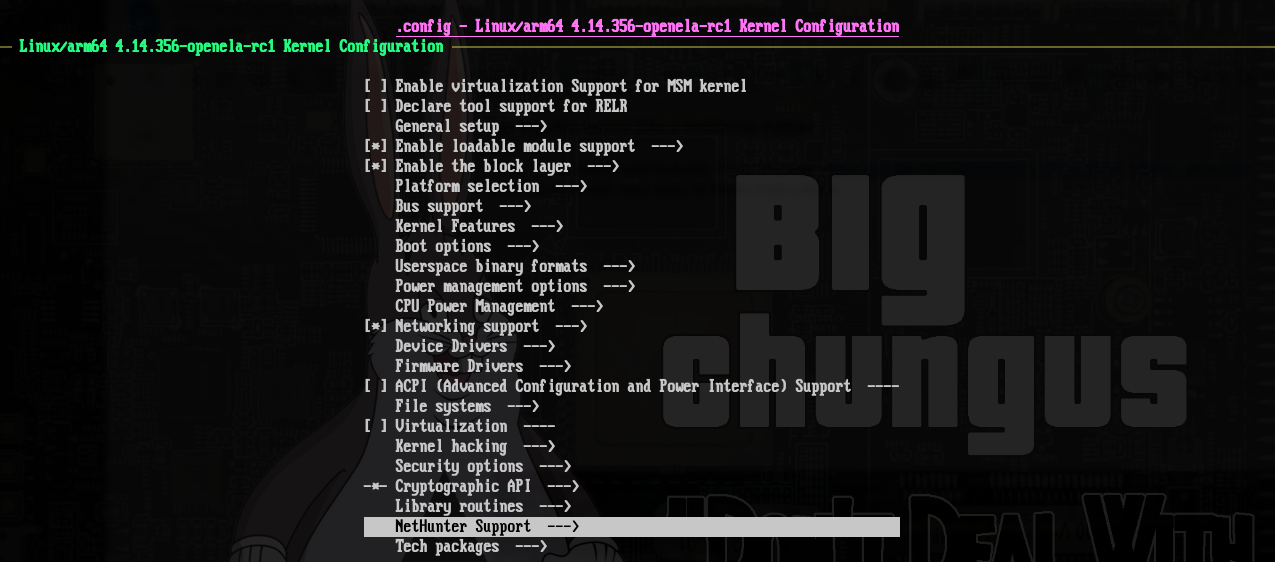 .config - Linux/arm64 4.14.356-openela-rc1 Kernel Configuration
Linux/arm64 4.14.356-openela-rc1 Kernel Configuration
[ ] Enable virtualization Support for MSM kernel
[ ] Declare tool support for RELR
General setup  --->
[*] Enable loadable module support  --->
[*] Enable the block layer  --->
Platform selection  --->
Bus support  --->
Kernel Features  --->
Boot options  --->
Userspace binary formats  --->
Power management options  --->
CPU Power Management  --->
[*] Networking support  --->
Device Drivers  --->
Firmware Drivers  --->
[ ] ACPI (Advanced Configuration and Power Interface) Support  ----
File systems  --->
[ ] Virtualization  ----
Kernel hacking  --->
Security options  --->
-*- Cryptographic API  --->
Library routines  --->
NetHunter Support  --->
Tech packages  --->
Big
chungus
Deal With